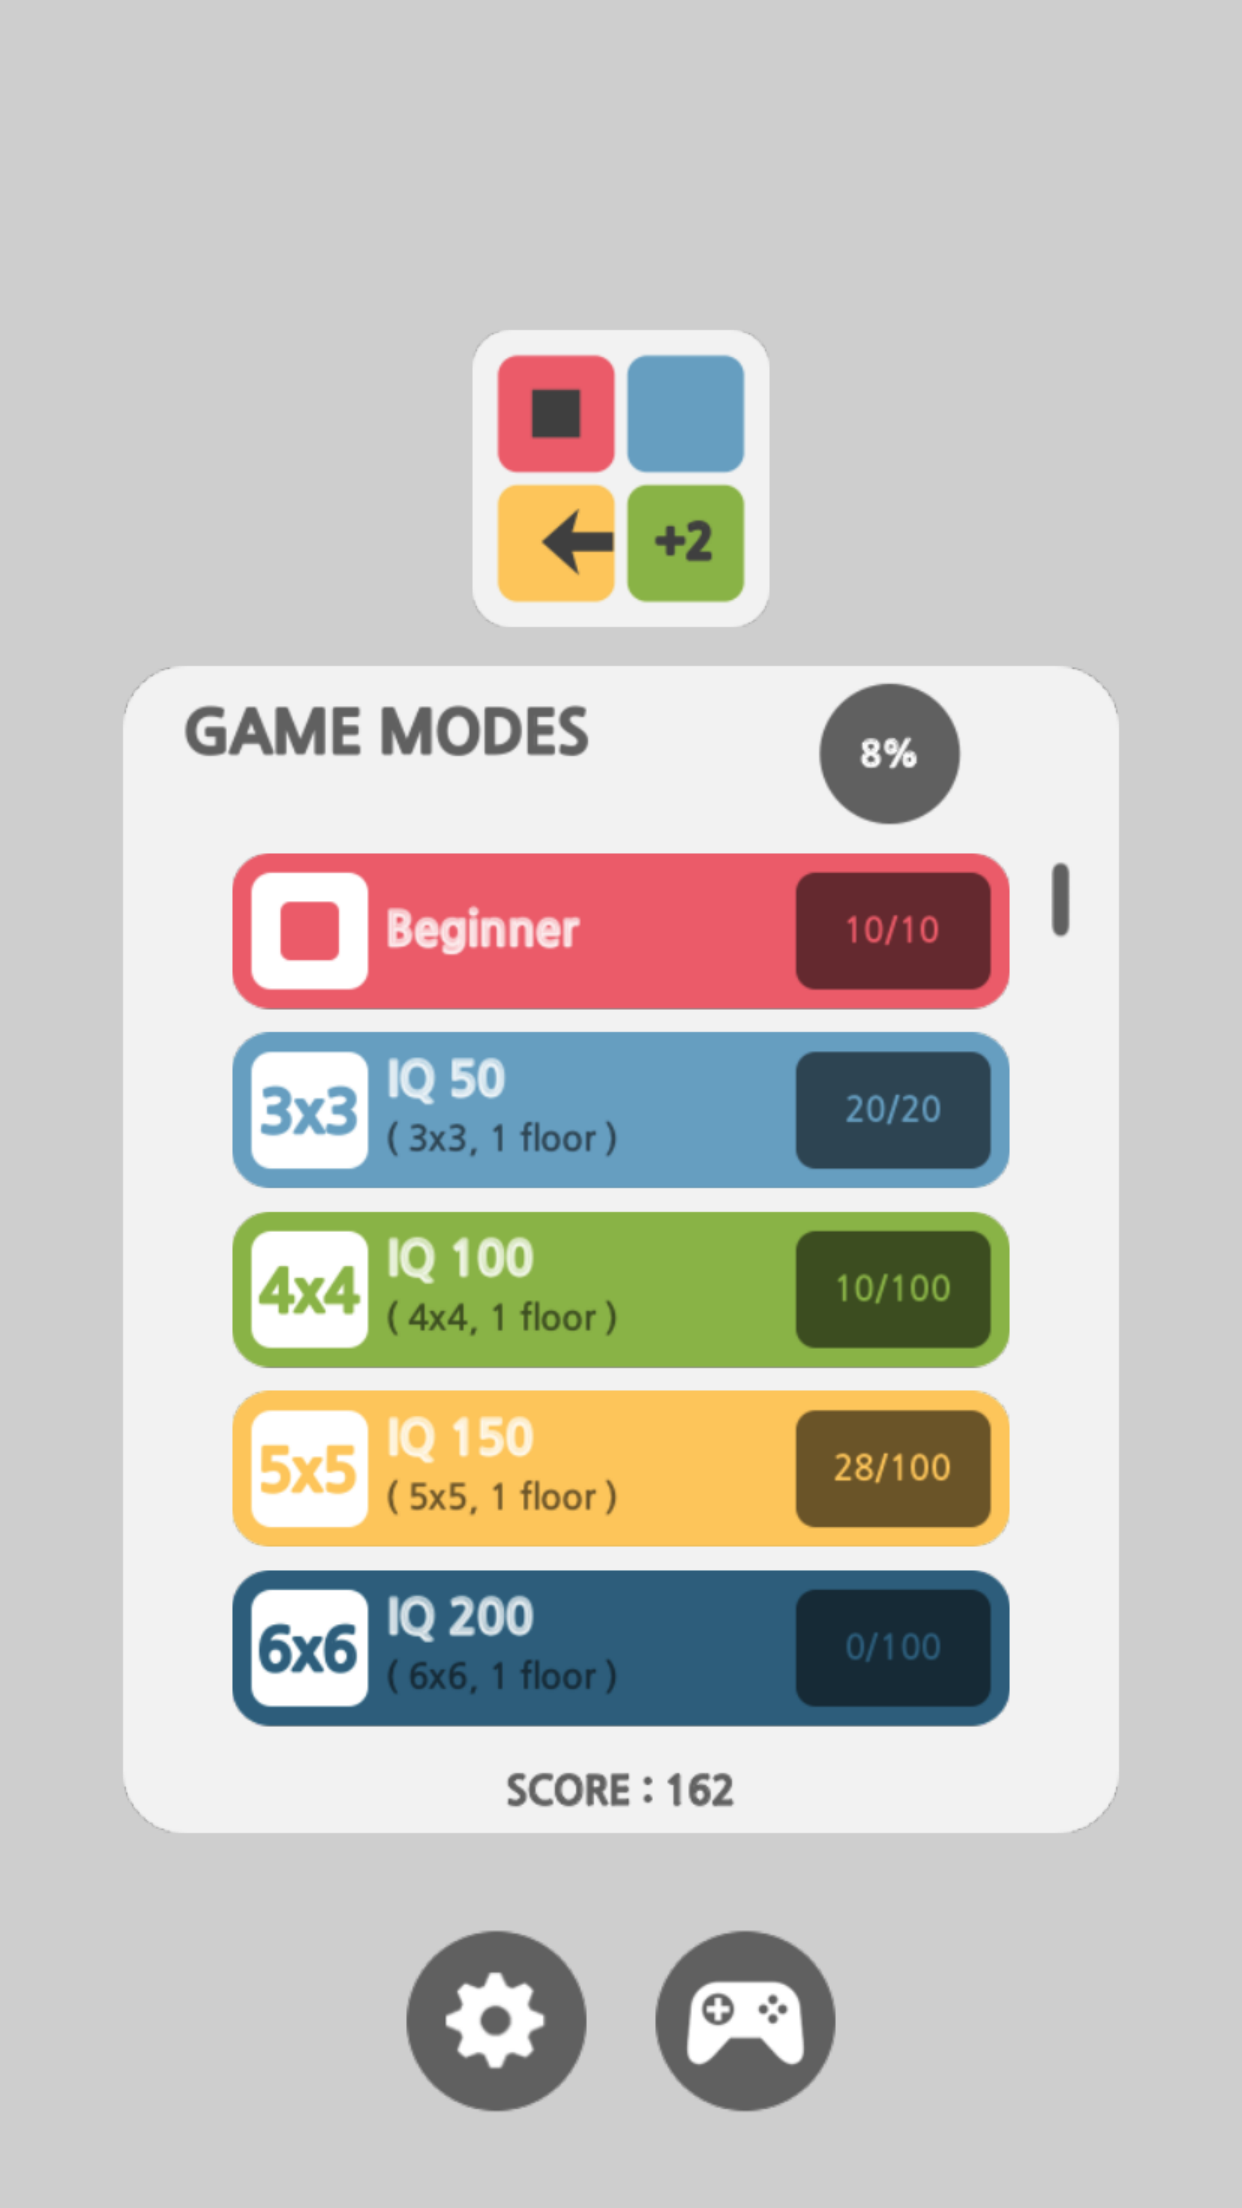 +2
GAME MODES
8%
Beginner
10/10
3x3
IQ 50
( 3x3, 1 floor )
20/20
4x4
IQ 100
( 4x4, 1 floor )
10/100
5x5
IQ 150
( 5x5, 1 floor )
28/100
6x6
IQ 200
( 6x6, 1 floor )
0/100
SCORE : 162